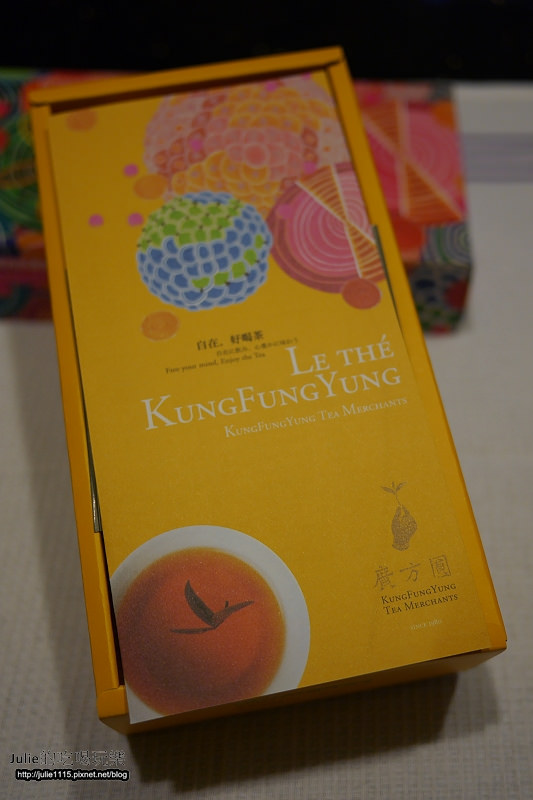 自在。好喝茶
Free your mind, Enjoy the Tea
LE THÉ
KUNGFUNGYUNG
KUNGFUNGYUNG TEA MERCHANTS
廣方圓
KUNGFUNGYUNG
TEA MERCHANTS
Julie
http://julie1115.pixnet.net/blog